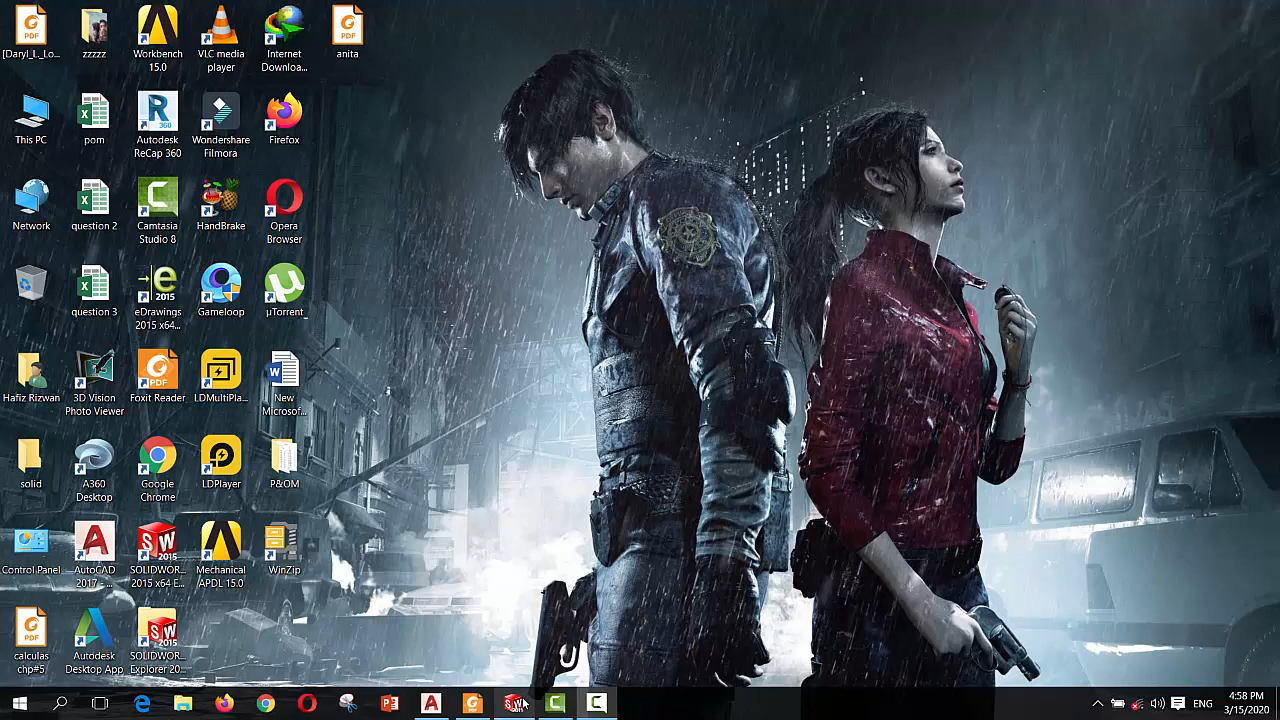 [Daryl_L._Lo...
zzzzz
Workbench
15.0
VLC media
player
Internet
Downloa...
anita
This PC
pom
Autodesk
ReCap 360
Wondershare
Filmora
Firefox
Network
question 2
Camtasia
Studio 8
HandBrake
Opera
Browser
question 3
eDrawings
2015 x64...
Gameloop
µTorrent
Hafiz Rizwan
3D Vision
Photo Viewer
Foxit Reader
LDMultiPla...
New
Microsof...
solid
A360
Desktop
Google
Chrome
LDPlayer
P&OM
Control Panel
AutoCAD
2017 - ...
SOLIDWOR...
2015 x64 E...
Mechanical
APDL 15.0
WinZip
calculas
chp#5
Autodesk
Desktop App
SOLIDWOR...
Explorer 20...
ENG
4:58 PM
3/15/2020